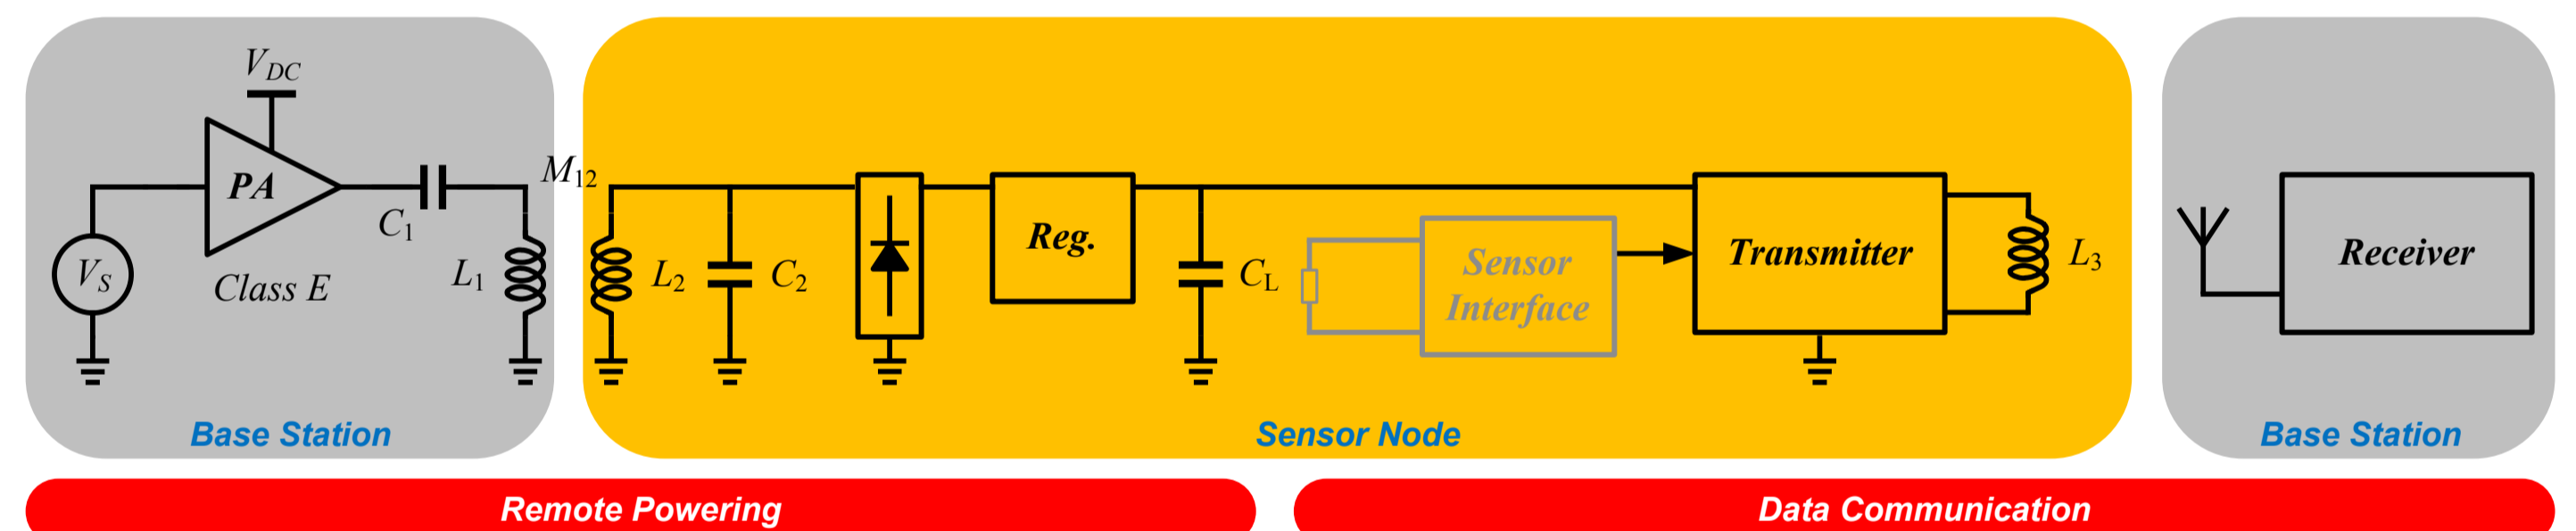 V_DC
PA
C_1
Class E
V_S
L_1
M_12
L_2
C_2
Reg.
C_L
Sensor
Interface
Transmitter
L_3
Receiver
Base Station
Sensor Node
Base Station
Remote Powering
Data Communication